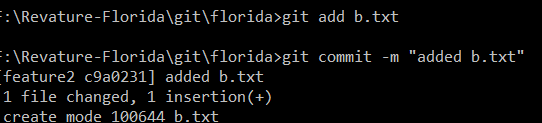 F:\Revature-Florida\git\florida>git add b.txt
F:\Revature-Florida\git\florida>git commit -m "added b.txt"
[feature2 c9a0231] added b.txt
1 file changed, 1 insertion(+)
create mode 100644 b.txt